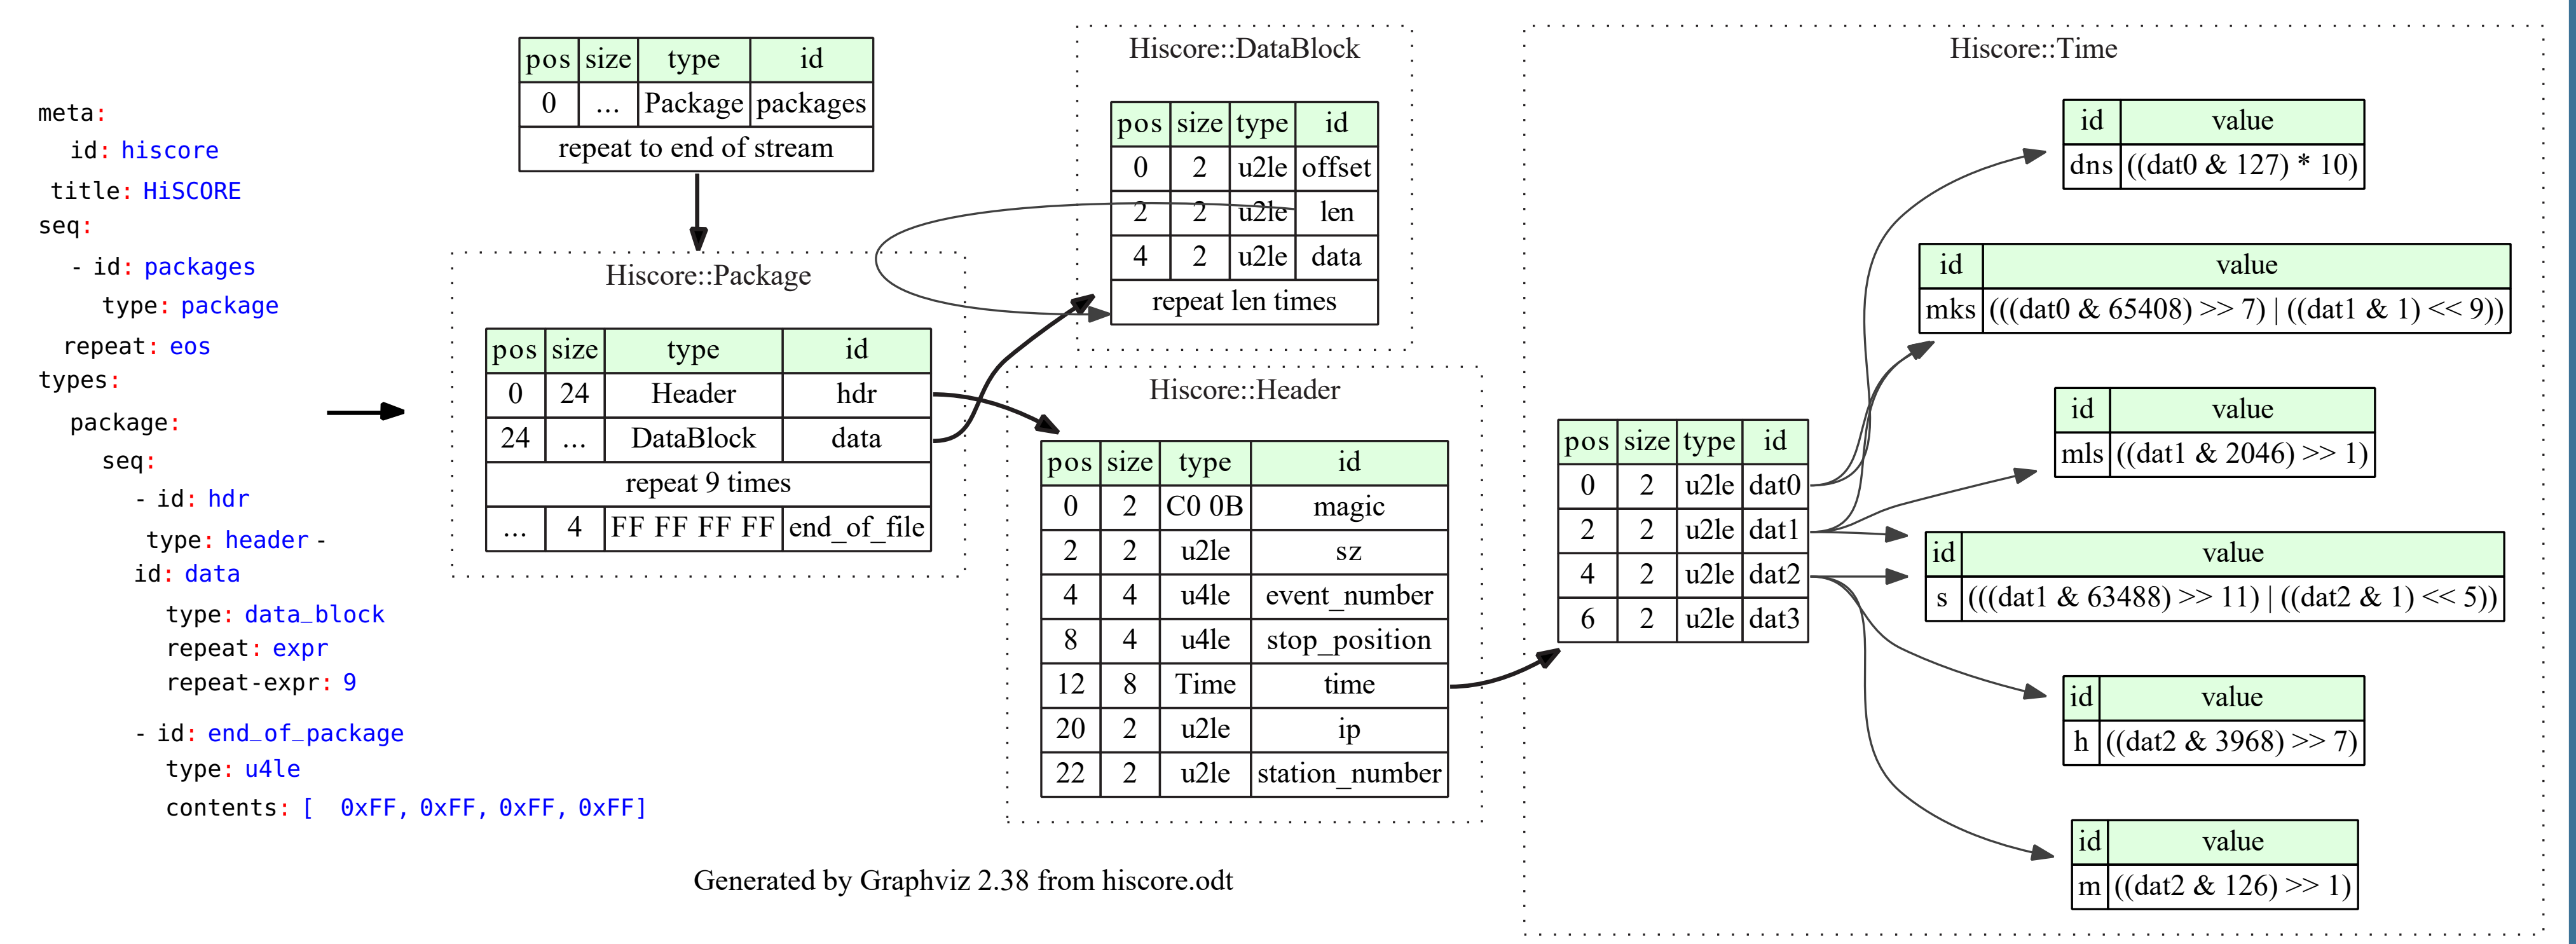 meta:
id: hiscore
title: HiSCORE
seq:
- id: packages
type: package
repeat: eos
types:
package:
seq:
- id: hdr
type: header -
id: data
type: data_block
repeat: expr
repeat-expr: 9
- id: end_of_package
type: u4le
contents: [ 0xFF, 0xFF, 0xFF, 0xFF]
pos size type id
0 ... Package packages
repeat to end of stream
Hiscore::Package
pos size type id
0 24 Header hdr
24 ... DataBlock data
repeat 9 times
... 4 FF FF FF FF end_of_file
Hiscore::DataBlock
pos size type id
0 2 u2le offset
2 2 u2le len
4 2 u2le data
repeat len times
Hiscore::Header
pos size type id
0 2 C0 0B magic
2 2 u2le sz
4 4 u4le event_number
8 4 u4le stop_position
12 8 Time time
20 2 u2le ip
22 2 u2le station_number
Hiscore::Time
pos size type id
0 2 u2le dat0
2 2 u2le dat1
4 2 u2le dat2
6 2 u2le dat3
id value
dns ((dat0 & 127) * 10)
id value
mks (((dat0 & 65408) >> 7) | ((dat1 & 1) << 9))
id value
mls ((dat1 & 2046) >> 1)
id value
s (((dat1 & 63488) >> 11) | ((dat2 & 1) << 5))
id value
h ((dat2 & 3968) >> 7)
id value
m ((dat2 & 126) >> 1)
Generated by Graphviz 2.38 from hiscore.odt